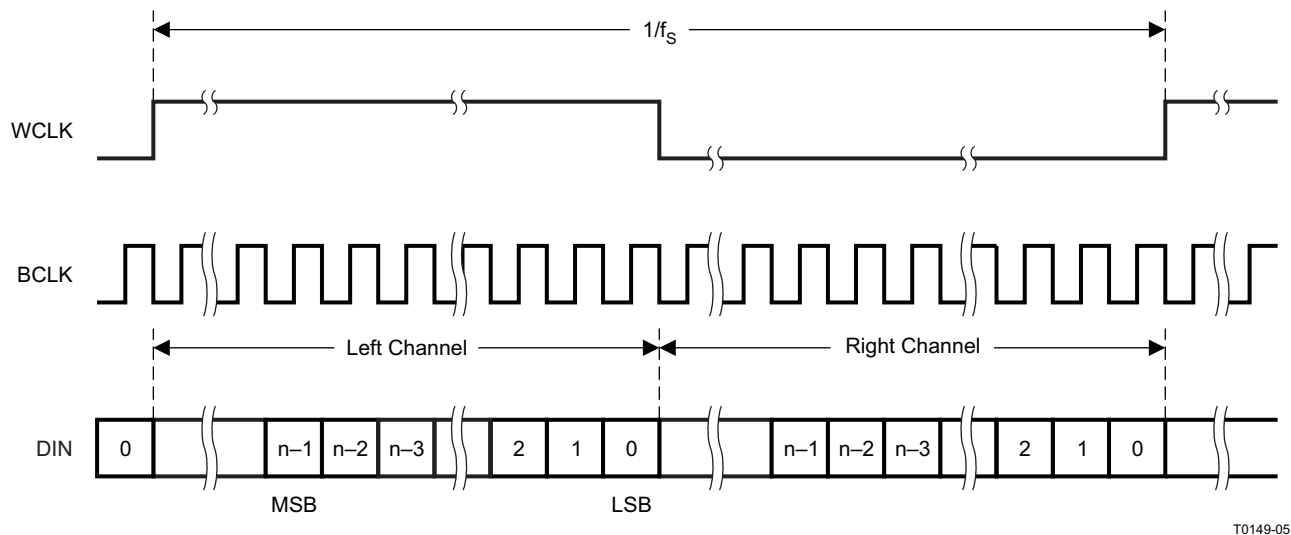 1/fS
WCLK
BCLK
Left Channel
Right Channel
DIN
0 n–1 n–2 n–3 2 1 0 n–1 n–2 n–3 2 1 0
MSB LSB
T0149-05